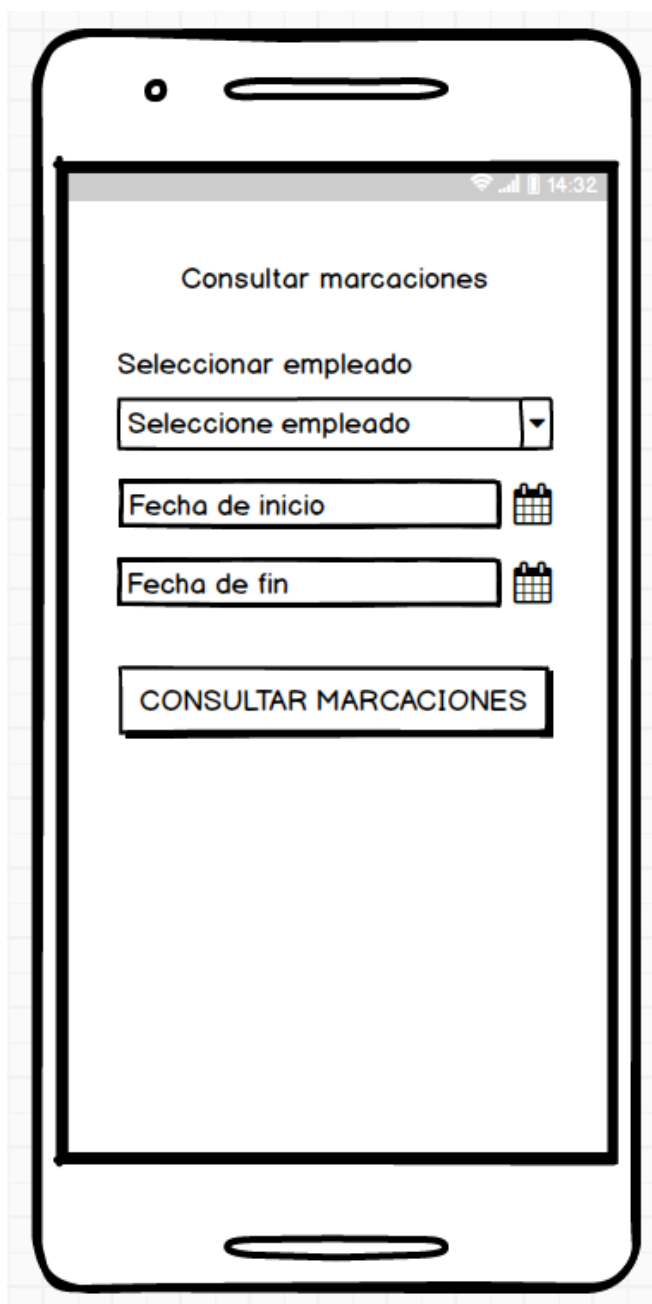 14:32
Consultar marcaciones
Seleccionar empleado
Seleccione empleado
Fecha de inicio
Fecha de fin
CONSULTAR MARCACIONES